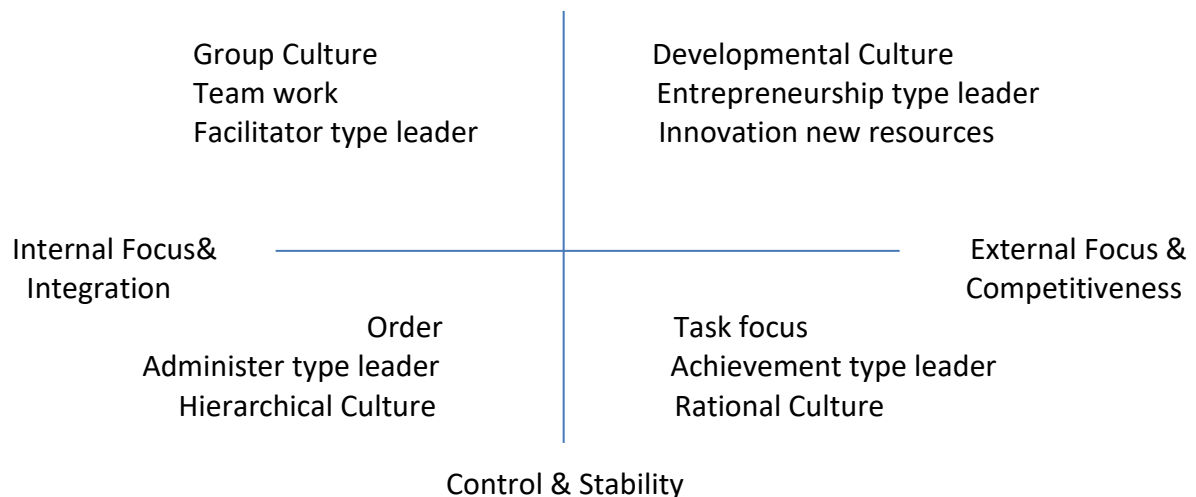 Group Culture
Team work
Facilitator type leader
Developmental Culture
Entrepreneurship type leader
Innovation new resources
Internal Focus&
Integration
External Focus &
Competitiveness
Order
Administer type leader
Hierarchical Culture
Task focus
Achievement type leader
Rational Culture
Control & Stability